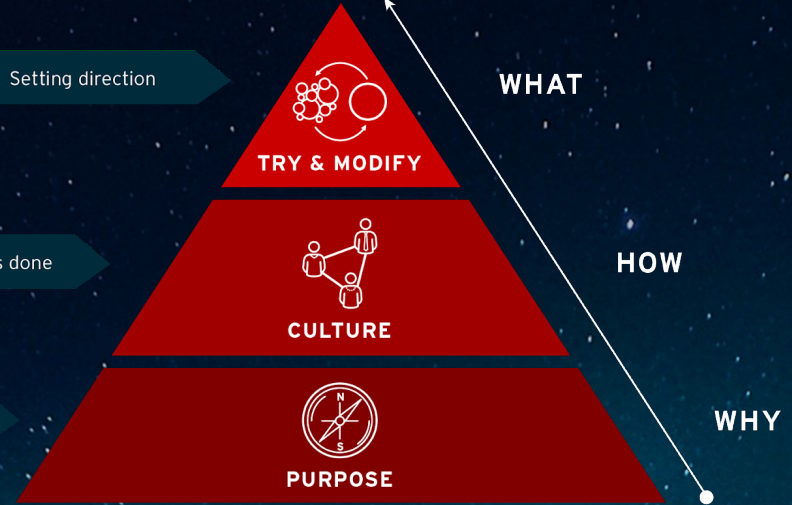 Setting direction
WHAT
TRY & MODIFY
s done
HOW
CULTURE
N
S
WHY
PURPOSE